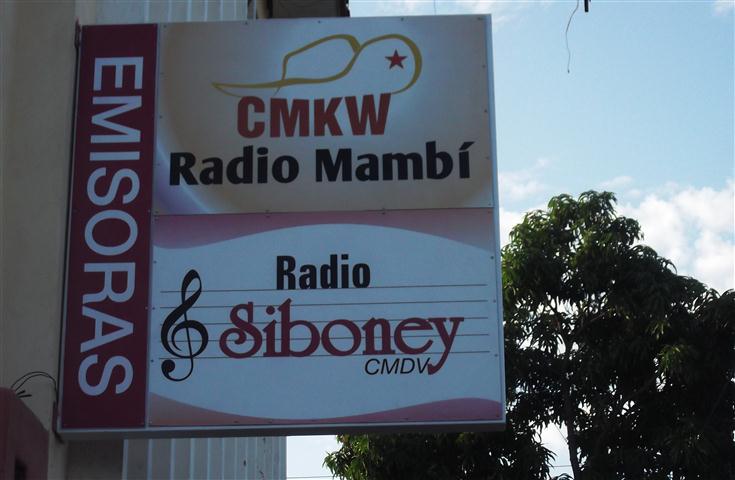 EMISORAS
CMKW
Radio Mambí
Radio
Siboney
CMDV